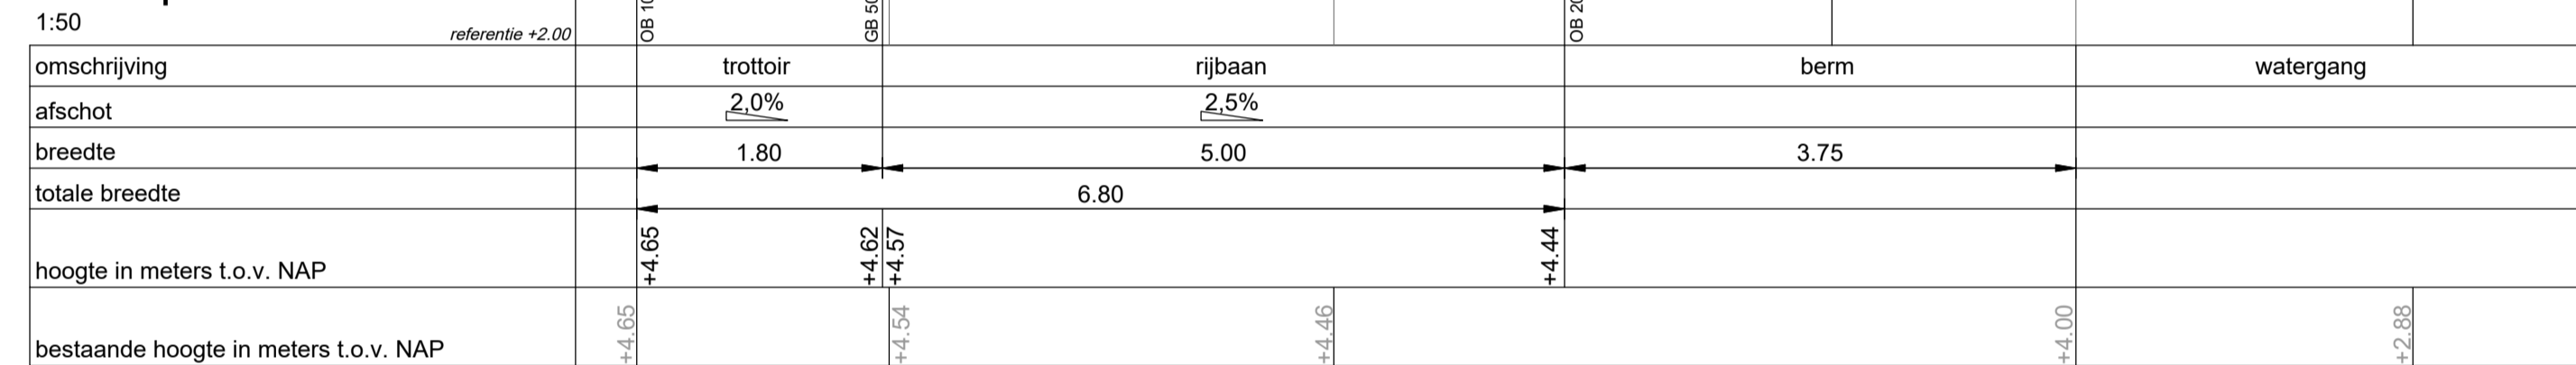 1:50
referentie +2.00
OB 10
GB 50
OB 20
omschrijving trottoir rijbaan berm watergang
afschot 2,0% 2,5%
breedte 1.80 5.00 3.75
totale breedte 6.80
hoogte in meters t.o.v. NAP +4.65 +4.62 +4.57 +4.44
bestaande hoogte in meters t.o.v. NAP +4.65 +4.54 +4.46 +4.00 +2.88